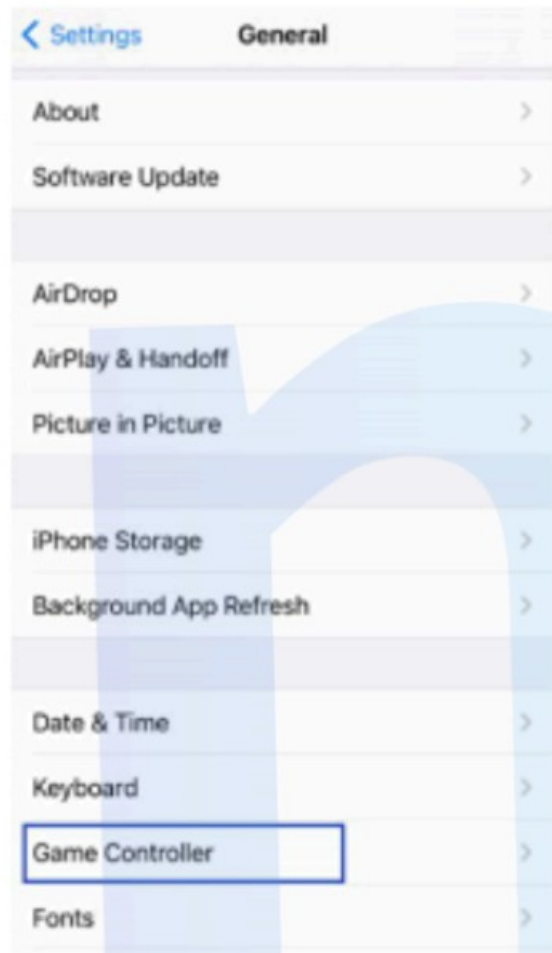 Settings General
About
Software Update
AirDrop
AirPlay & Handoff
Picture in Picture
iPhone Storage
Background App Refresh
Date & Time
Keyboard
Game Controller
Fonts